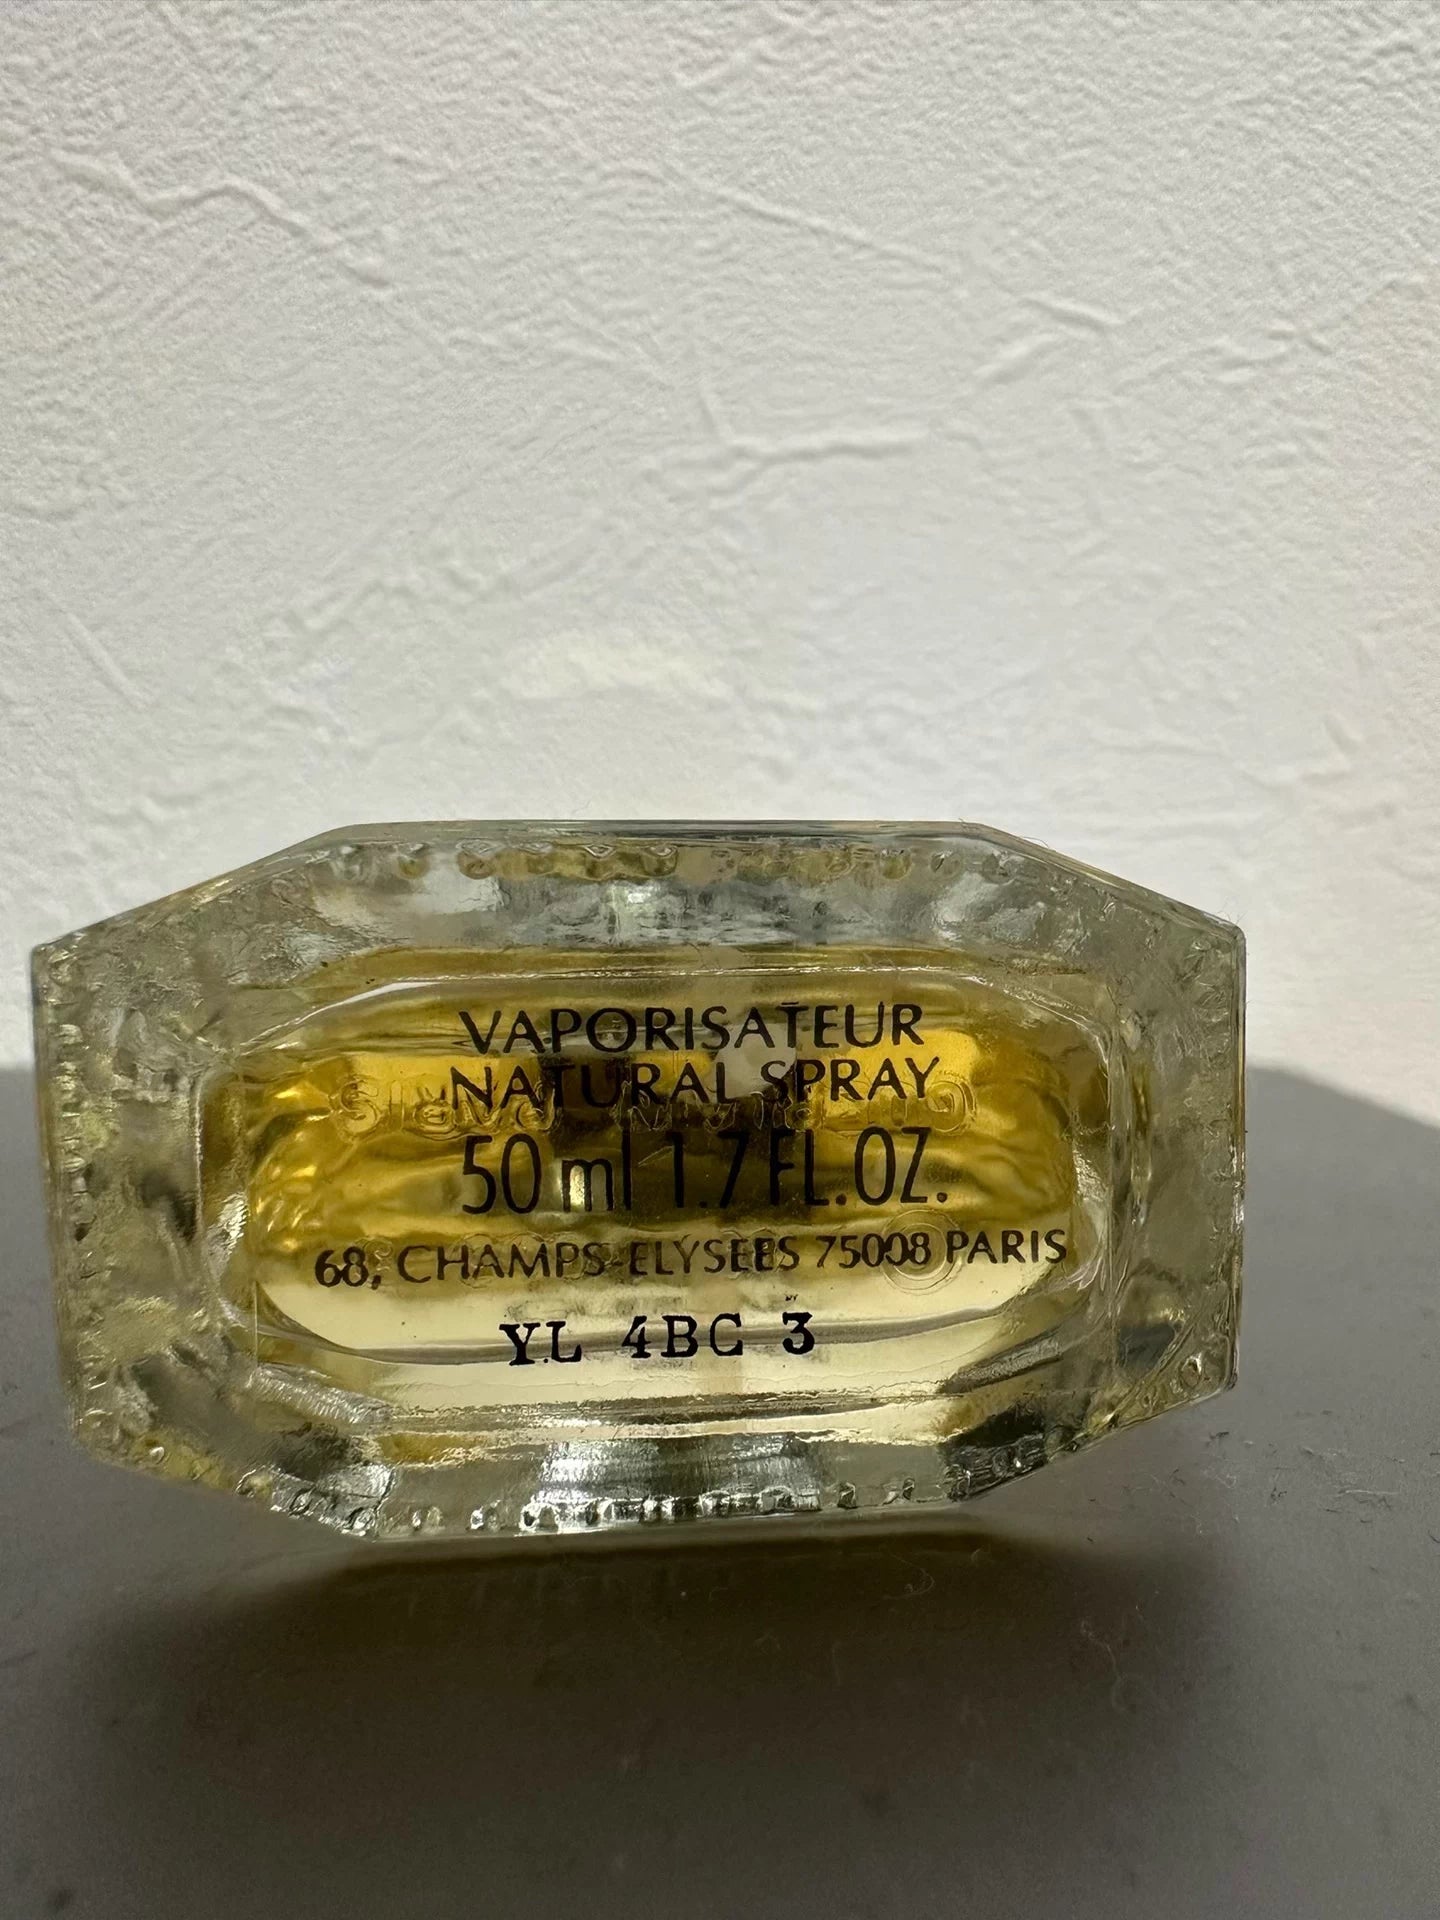 VAPORISATEUR
NATURAL SPRAY
50 ml 1.7 FL.OZ.
68, CHAMPS-ELYSEES 75008 PARIS
YL 4BC 3